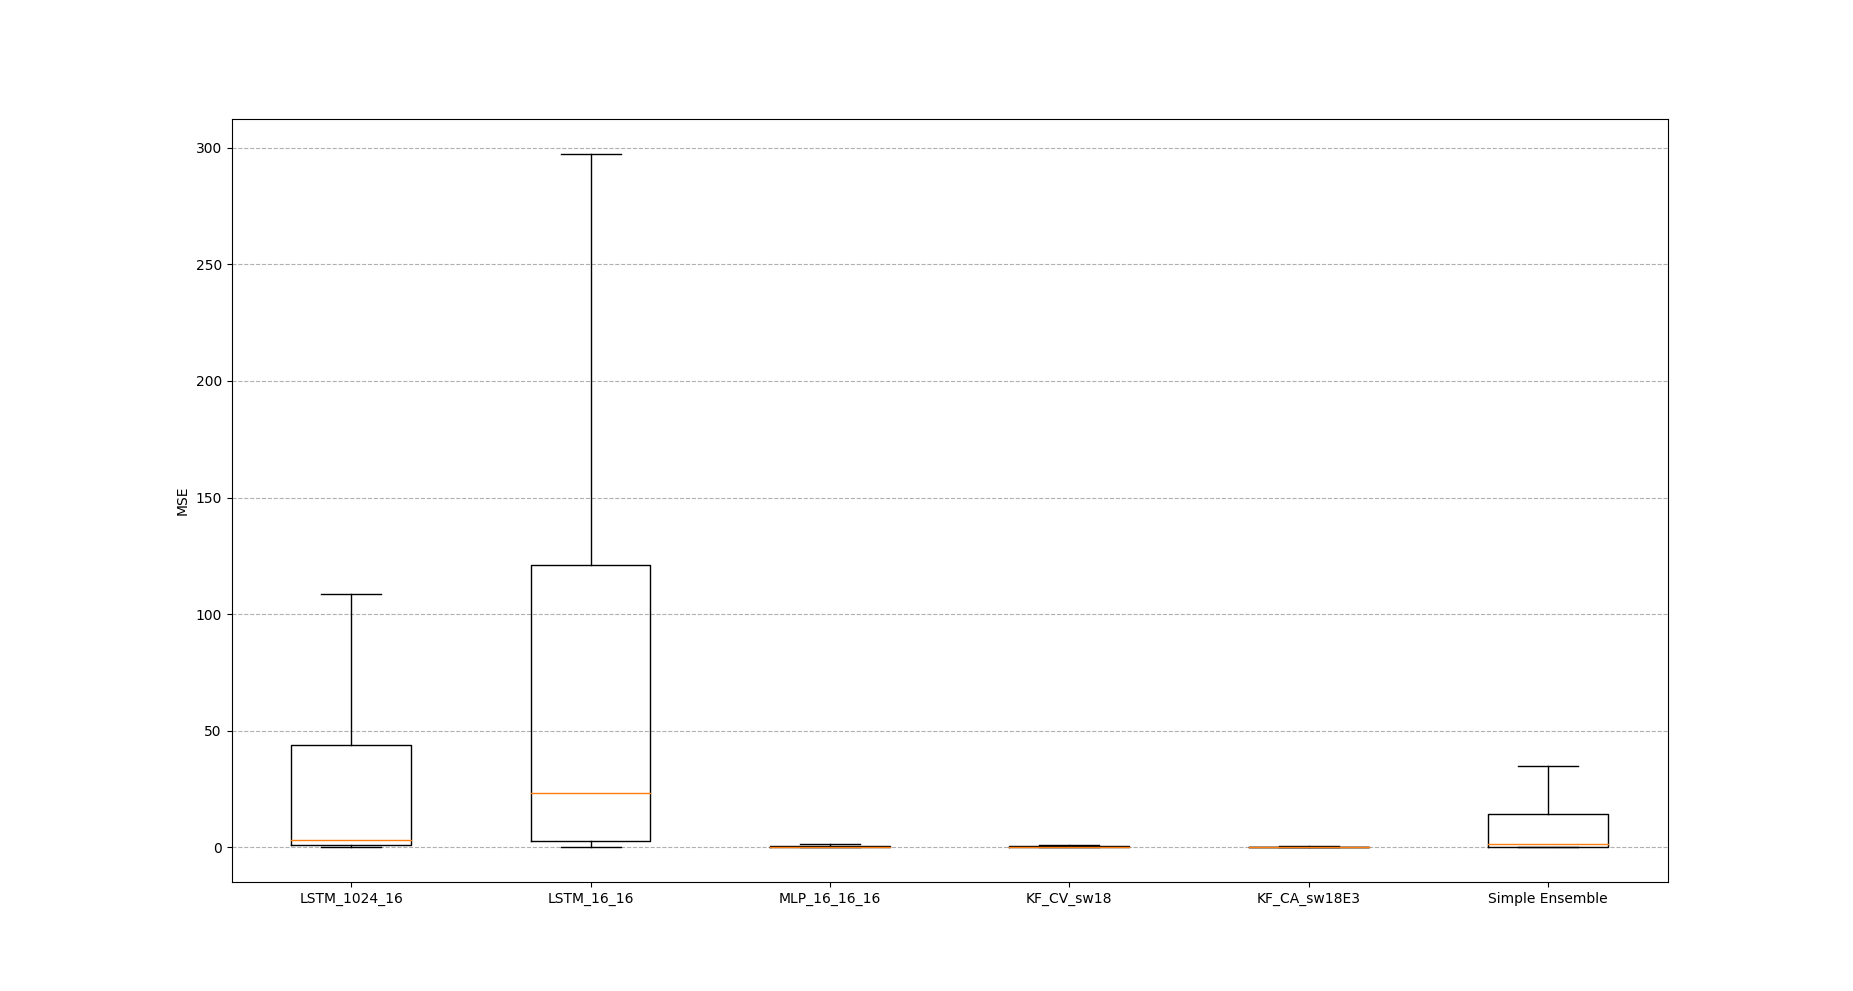 300
250
200
150
100
50
0
MSE
LSTM_1024_16
LSTM_16_16
MLP_16_16_16
KF_CV_sw18
KF_CA_sw18E3
Simple Ensemble